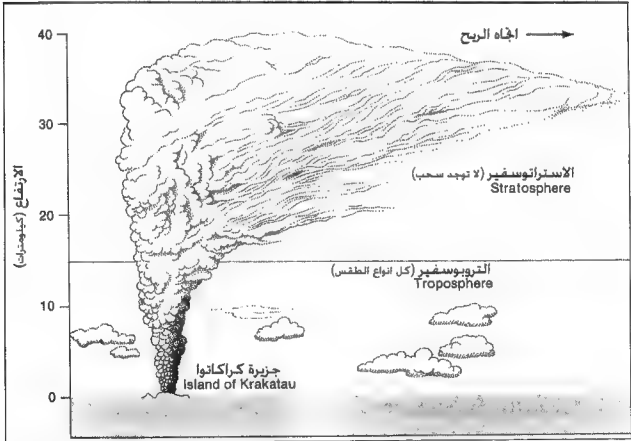 40
اتجاه الريح
30
الاستراتوسفير (لا توجد سحب)
Stratosphere
الارتفاع (كيلومترات)
20
التروبوسفير (كل انواع الطقس)
Troposphere
10
جزيرة كراكاتوا
Island of Krakatau
0